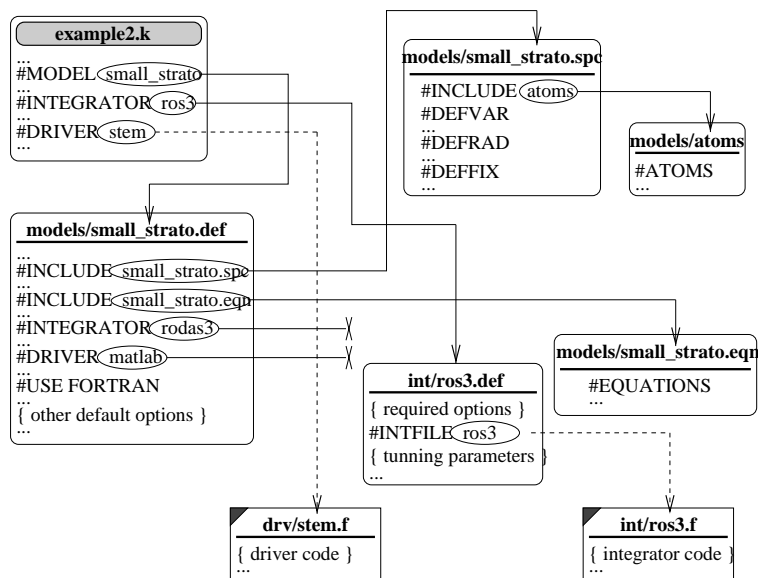 example2.k
...
#MODEL small_strato
...
#INTEGRATOR ros3
...
#DRIVER stem
...
models/small_strato.spc
#INCLUDE atoms
#DEFVAR
...
#DEFRAD
...
#DEFFIX
...
models/atoms
#ATOMS
...
models/small_strato.def
...
#INCLUDE small_strato.spc
...
#INCLUDE small_strato.eqn
...
#INTEGRATOR rodas3
...
#DRIVER matlab
...
#USE FORTRAN
{ other default options }
...
models/small_strato.eqn
#EQUATIONS
...
int/ros3.def
{ required options }
#INTFILE ros3
{ tunning parameters }
...
drv/stem.f
{ driver code }
...
int/ros3.f
{ integrator code }
...